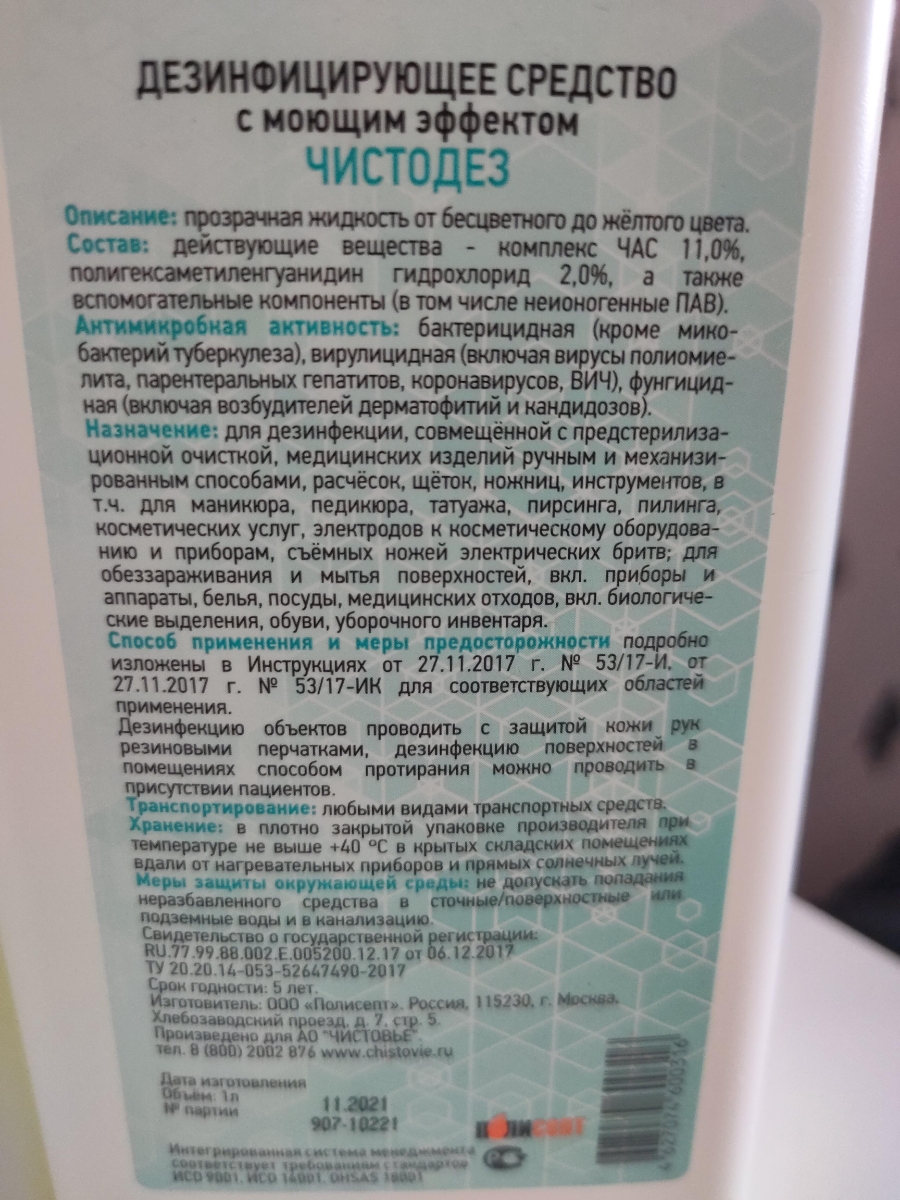 ДЕЗИНФИЦИРУЮЩЕЕ СРЕДСТВО
с моющим эффектом
ЧИСТОДЕЗ
Описание: прозрачная жидкость от бесцветного до жёлтого цвета.
Состав: действующие вещества - комплекс ЧАС 11,0%,
полигексаметиленгуанидин гидрохлорид 2,0%, а также
вспомогательные компоненты (в том числе неионогенные ПАВ).
Антимикробная активность: бактерицидная (кроме мико-
бактерий туберкулеза), вирулицидная (включая вирусы полиомие-
лита, парентеральных гепатитов, коронавирусов, ВИЧ), фунгицид-
ная (включая возбудителей дерматофитий и кандидозов).
Назначение: для дезинфекции, совмещённой с предстерилиза-
ционной очисткой, медицинских изделий ручным и механизи-
рованным способами, расчёсок, щёток, ножниц, инструментов, в
т.ч. для маникюра, педикюра, татуажа, пирсинга, пилинга,
косметических услуг, электродов к косметическому оборудова-
нию и приборам, съёмных ножей электрических бритв; для
обеззараживания и мытья поверхностей, вкл. приборы и
аппараты, белья, посуды, медицинских отходов, вкл. биологиче-
ские выделения, обуви, уборочного инвентаря.
Способ применения и меры предосторожности подробно
изложены в Инструкциях от 27.11.2017 г. № 53/17-И, от
27.11.2017 г. № 53/17-ИК для соответствующих областей
применения.
Дезинфекцию объектов проводить с защитой кожи рук
резиновыми перчатками, дезинфекцию поверхностей в
помещениях способом протирания можно проводить в
присутствии пациентов.
Транспортирование: любыми видами транспортных средств.
Хранение: в плотно закрытой упаковке производителя при
температуре не выше +40 °С в крытых складских помещениях
вдали от нагревательных приборов и прямых солнечных лучей.
Меры защиты окружающей среды: не допускать попадания
неразбавленного средства в сточные/поверхностные или
подземные воды и в канализацию.
Свидетельство о государственной регистрации:
RU.77.99.88.002.E.005200.12.17 от 06.12.2017
ТУ 20.20.14-053-52647490-2017
Срок годности: 5 лет.
Изготовитель: ООО «Полисепт». Россия, 115230, г. Москва,
Хлебозаводский проезд, д. 7, стр. 5.
Произведено для АО "ЧИСТОВЬЕ".
тел. 8 (800) 2002 876 www.chistovie.ru
Дата изготовления
Объём: 1л
№ партии
11.2021
907-10221
ПОЛИСЕПТ
4 627074 600316
Интегрированная система менеджмента
соответствует требованиям стандартов
ИСО 9001, ИСО 14001, OHSAS 18001